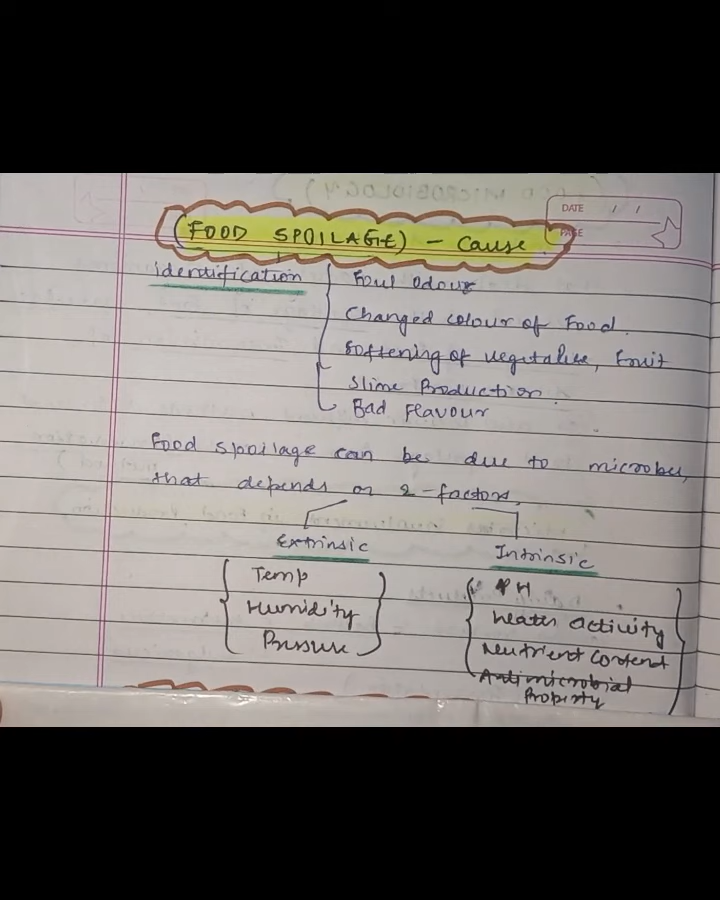 DATE / /
PAGE
(FOOD SPOILAGE) - Cause
identification
Foul Odour
Changed colour of Food.
Softening of vegetables, Fruit
Slime Production.
Bad Flavour
Food spoilage can be due to microbes,
that depends on 2-factors.
Extrinsic Intrinsic
Temp
Humidity
Pressure
PH
Water activity
Neutrient Content
Antimicrobial
Property